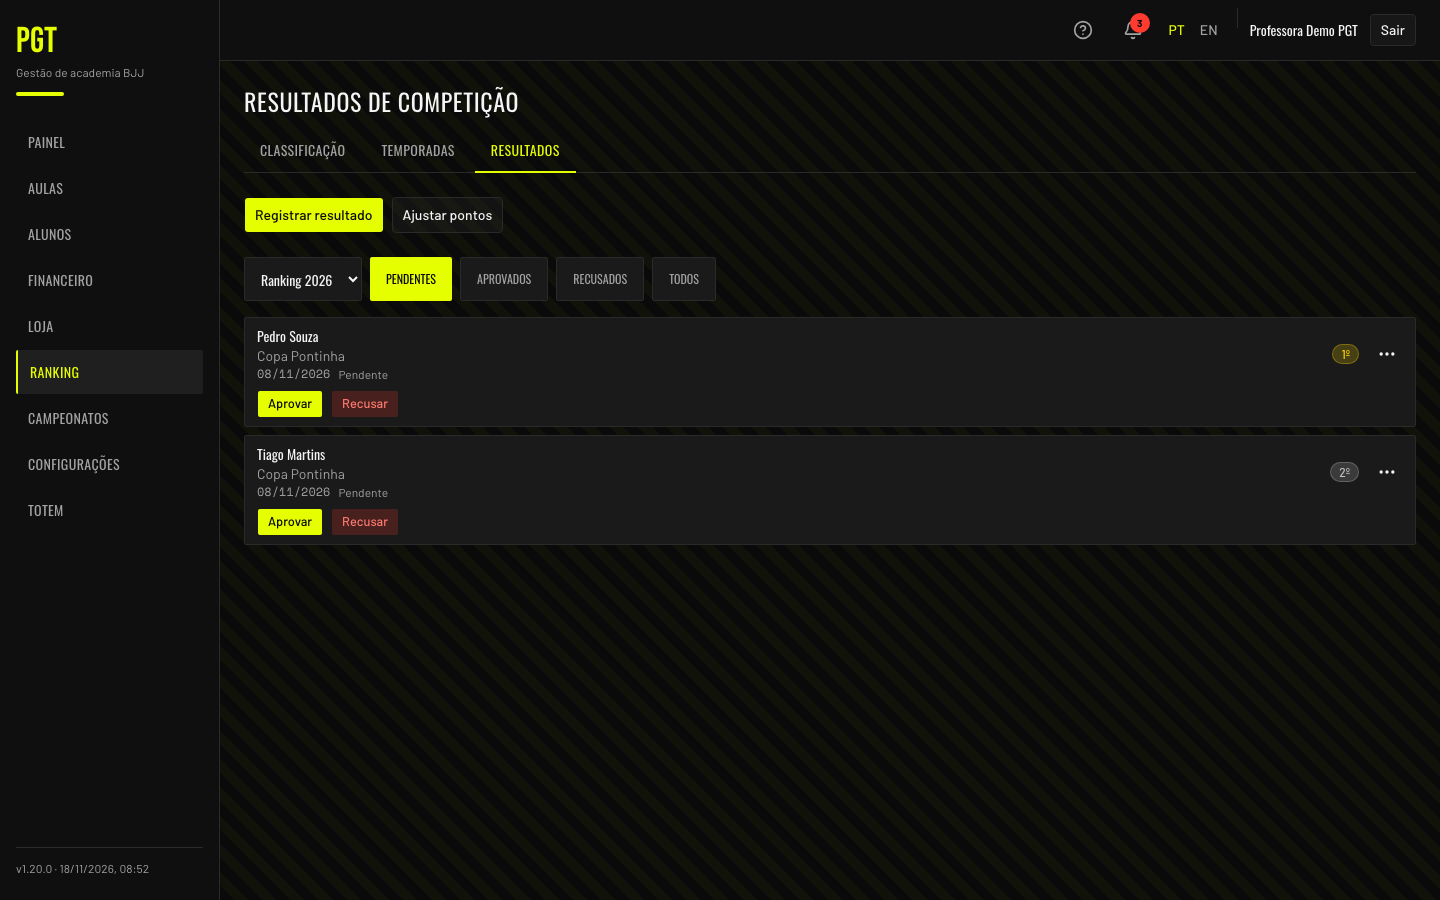 PGT
Gestão de academia BJJ
PAINEL
AULAS
ALUNOS
FINANCEIRO
LOJA
RANKING
CAMPEONATOS
CONFIGURAÇÕES
TOTEM
v1.20.0 · 18/11/2026, 08:52
3
PT EN
Professora Demo PGT
Sair
RESULTADOS DE COMPETIÇÃO
CLASSIFICAÇÃO TEMPORADAS RESULTADOS
Registrar resultado Ajustar pontos
Ranking 2026 PENDENTES APROVADOS RECUSADOS TODOS
Pedro Souza
Copa Pontinha
08/11/2026 Pendente
1º
Aprovar Recusar
Tiago Martins
Copa Pontinha
08/11/2026 Pendente
2º
Aprovar Recusar